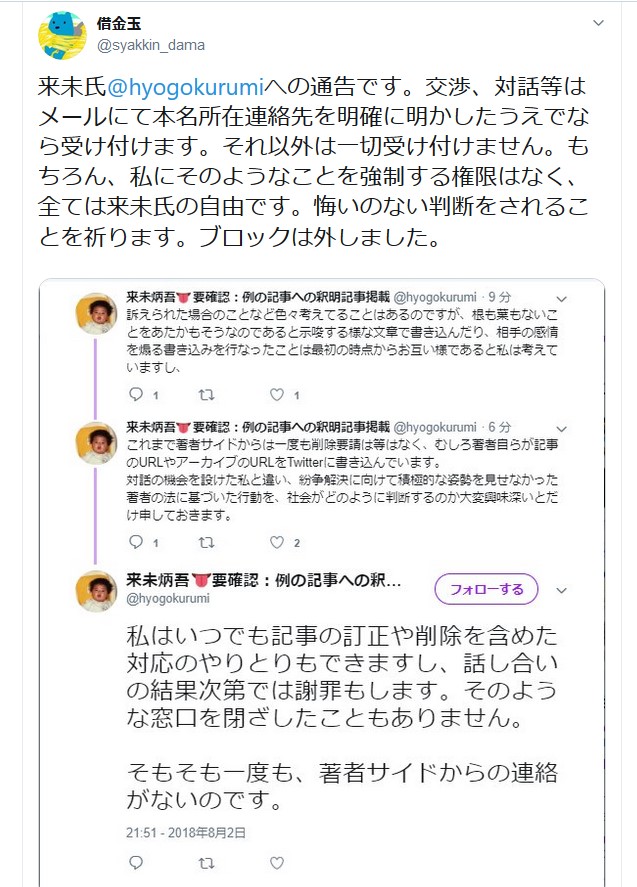 借金玉
@syakkin_dama
来未氏@hyogokurumiへの通告です。交渉、対話等は
メールにて本名所在連絡先を明確に明かしたうえでな
ら受け付けます。それ以外は一切受け付けません。も
ちろん、私にそのようなことを強制する権限はなく、
全ては来未氏の自由です。悔いのない判断をされるこ
とを祈ります。ブロックは外しました。
来未炳吾👅要確認：例の記事への釈明記事掲載 @hyogokurumi · 9 分
訴えられた場合のことなど色々考えてることはあるのですが、根も葉もないこ
とをあたかもそうなのであると示唆する様な文章で書き込んだり、相手の感情
を煽る書き込みを行なったことは最初の時点からお互い様であると私は考えて
いますし、
1 1
来未炳吾👅要確認：例の記事への釈明記事掲載 @hyogokurumi · 6 分
これまで著者サイドからは一度も削除要請は等はなく、むしろ著者自らが記事
のURLやアーカイブのURLをTwitterに書き込んでいます。
対話の機会を設けた私と違い、紛争解決に向けて積極的な姿勢を見せなかった
著者の法に基づいた行動を、社会がどのように判断するのか大変興味深いとだ
け申しておきます。
1 2
来未炳吾👅要確認：例の記事への釈... フォローする
@hyogokurumi
私はいつでも記事の訂正や削除を含めた
対応のやりとりもできますし、話し合い
の結果次第では謝罪もします。そのよう
な窓口を閉ざしたこともありません。
そもそも一度も、著者サイドからの連絡
がないのです。
21:51 - 2018年8月2日